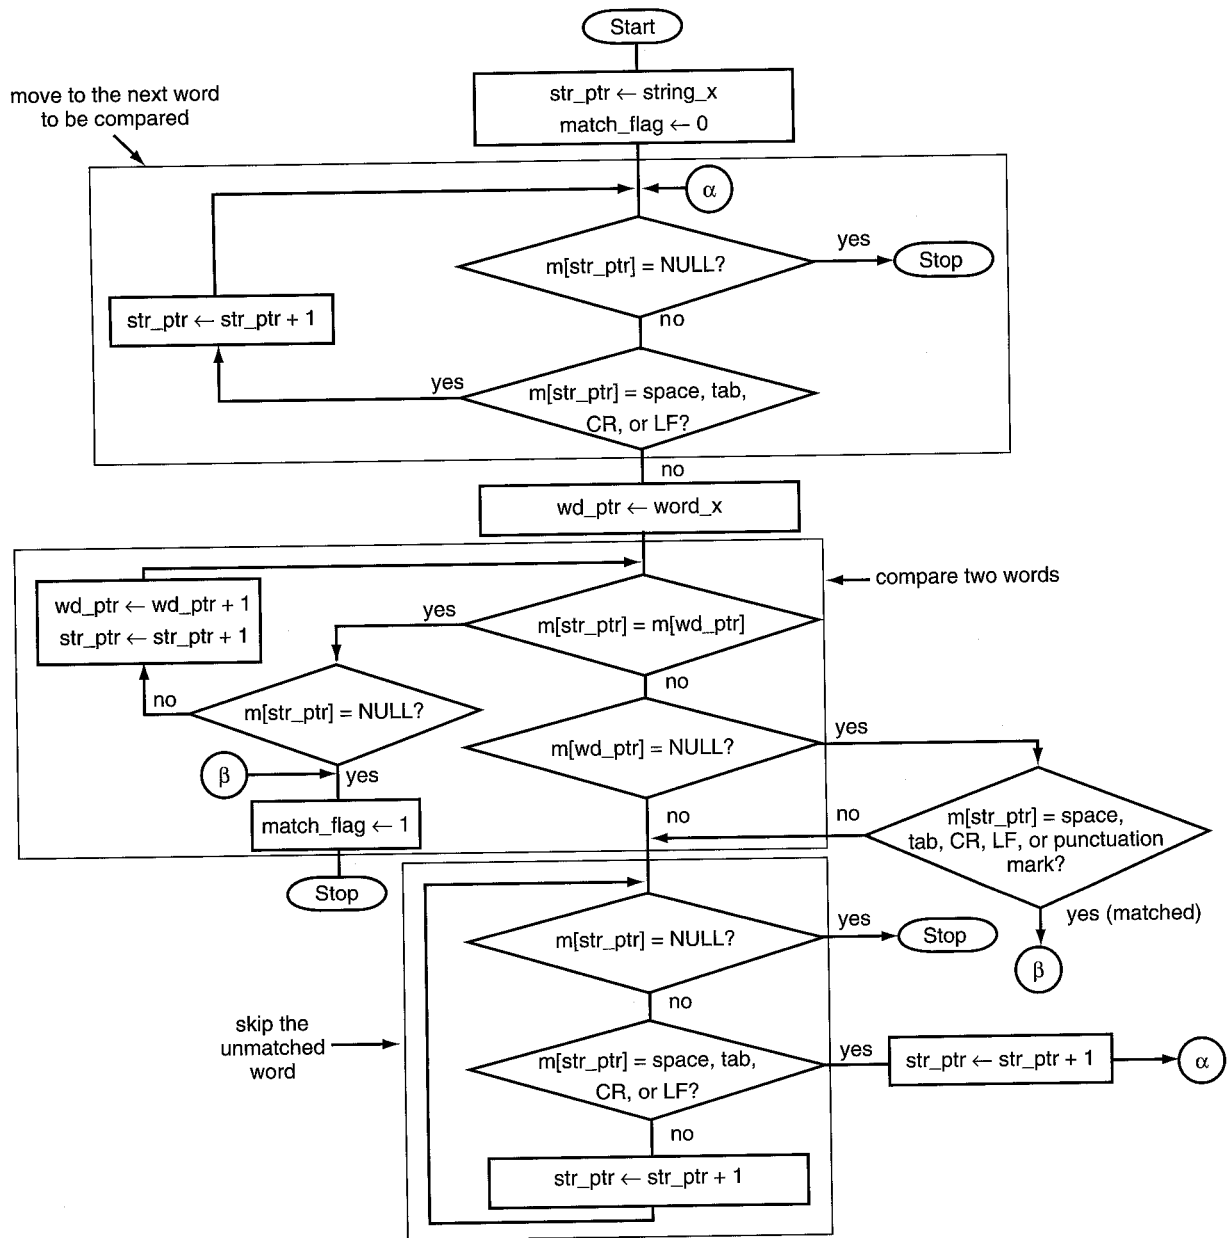 Start
str_ptr ← string_x
match_flag ← 0
move to the next word
to be compared
α
m[str_ptr] = NULL?
yes
Stop
no
str_ptr ← str_ptr + 1
yes
m[str_ptr] = space, tab,
CR, or LF?
no
wd_ptr ← word_x
compare two words
wd_ptr ← wd_ptr + 1
str_ptr ← str_ptr + 1
yes
m[str_ptr] = m[wd_ptr]
no
no
m[str_ptr] = NULL?
m[wd_ptr] = NULL?
yes
β
yes
no
no
m[str_ptr] = space,
tab, CR, LF, or punctuation
mark?
match_flag ← 1
Stop
yes (matched)
β
m[str_ptr] = NULL?
yes
Stop
no
skip the
unmatched
word
m[str_ptr] = space, tab,
CR, or LF?
yes
str_ptr ← str_ptr + 1
α
no
str_ptr ← str_ptr + 1